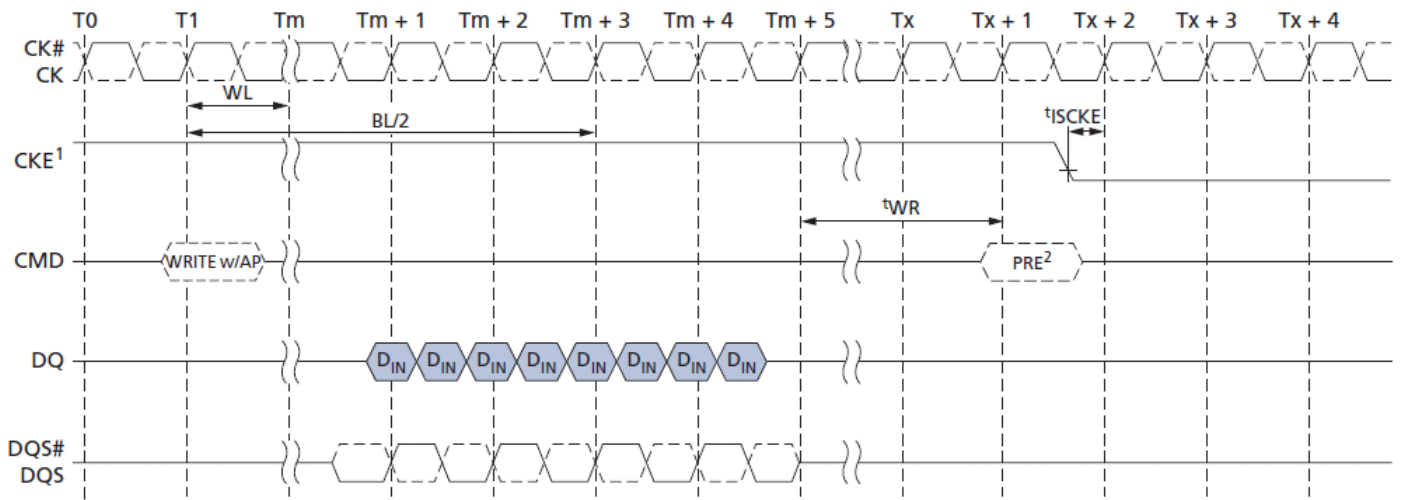 T0 T1 Tm Tm + 1 Tm + 2 Tm + 3 Tm + 4 Tm + 5 Tx Tx + 1 Tx + 2 Tx + 3 Tx + 4
CK#
CK
WL
BL/2
tISCKE
CKE1
tWR
CMD WRITE w/AP PRE2
DQ DIN DIN DIN DIN DIN DIN DIN DIN
DQS#
DQS